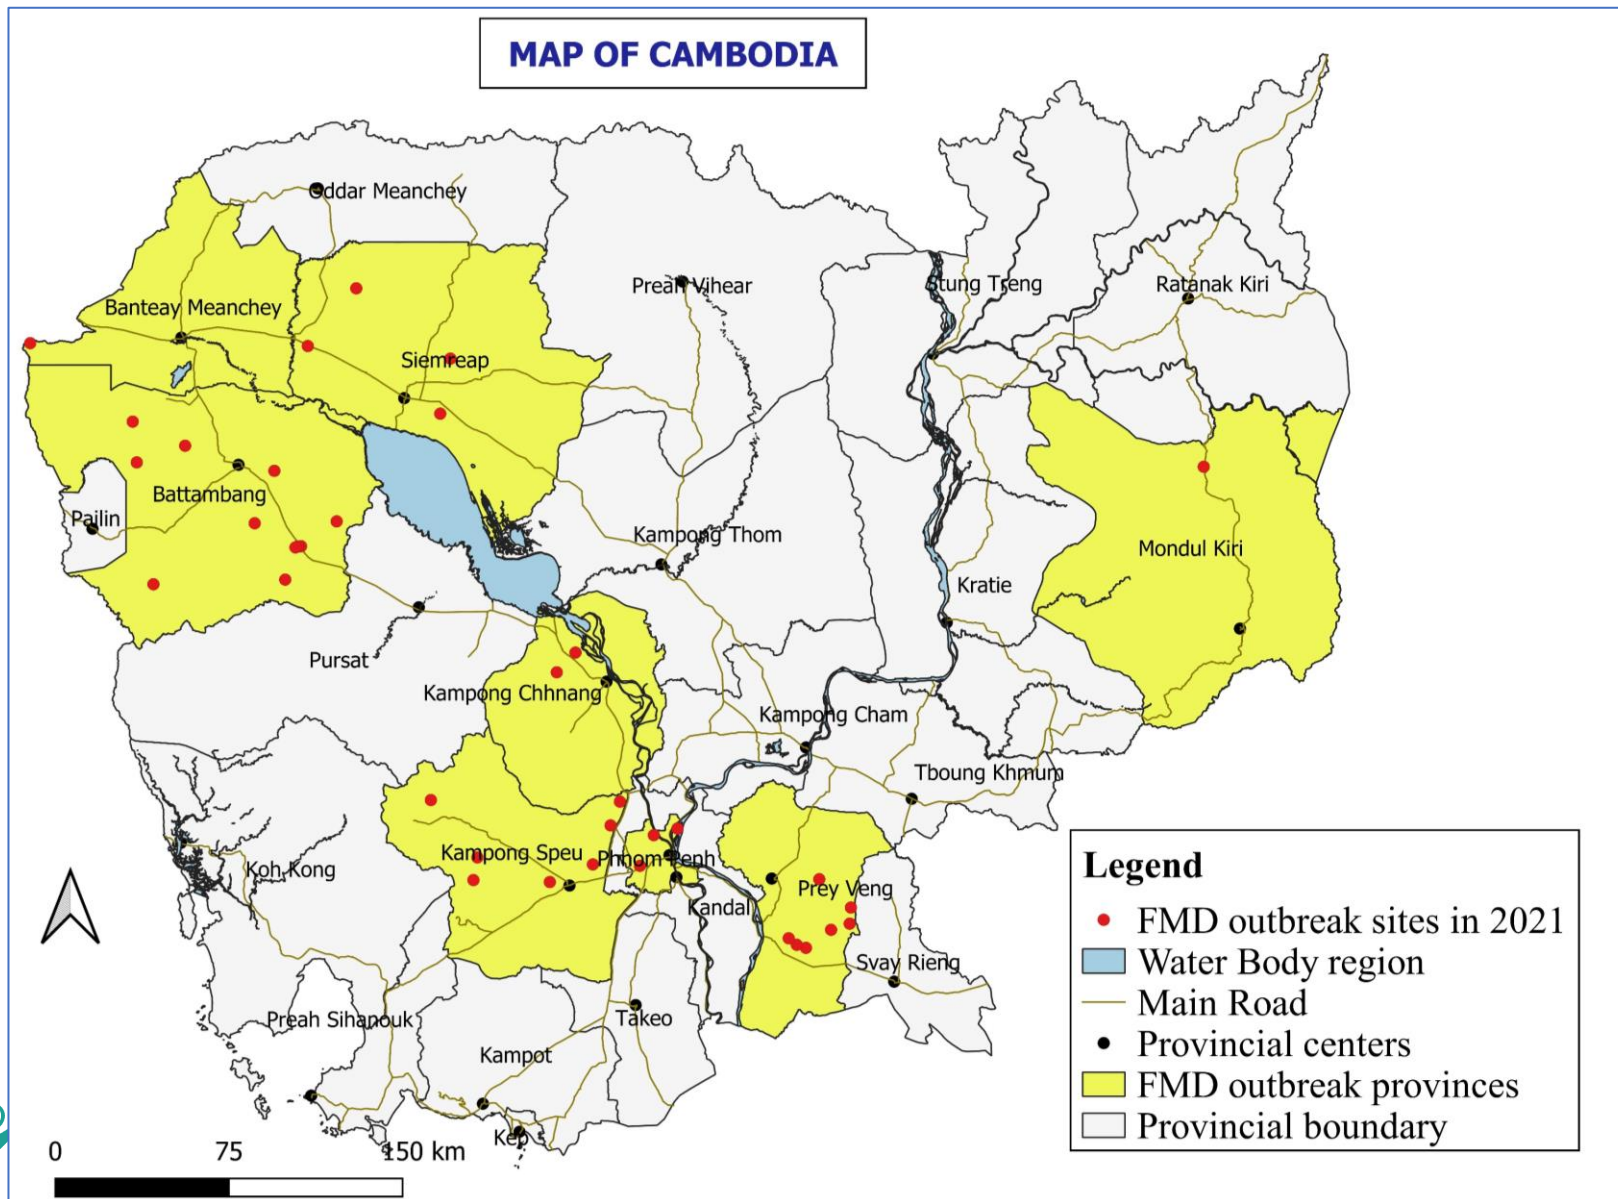 MAP OF CAMBODIA
Oddar Meanchey
Banteay Meanchey
Siemreap
Preah Vihear
Stung Treng
Ratanak Kiri
Battambang
Pailin
Kampong Thom
Mondul Kiri
Kratie
Pursat
Kampong Chhnang
Kampong Cham
Tboung Khmum
Kampong Speu
Phnom Penh
Koh Kong
Prey Veng
Kandal
Svay Rieng
Preah Sihanouk
Takeo
Kampot
Kep
0 75 150 km
Legend
FMD outbreak sites in 2021
Water Body region
Main Road
Provincial centers
FMD outbreak provinces
Provincial boundary